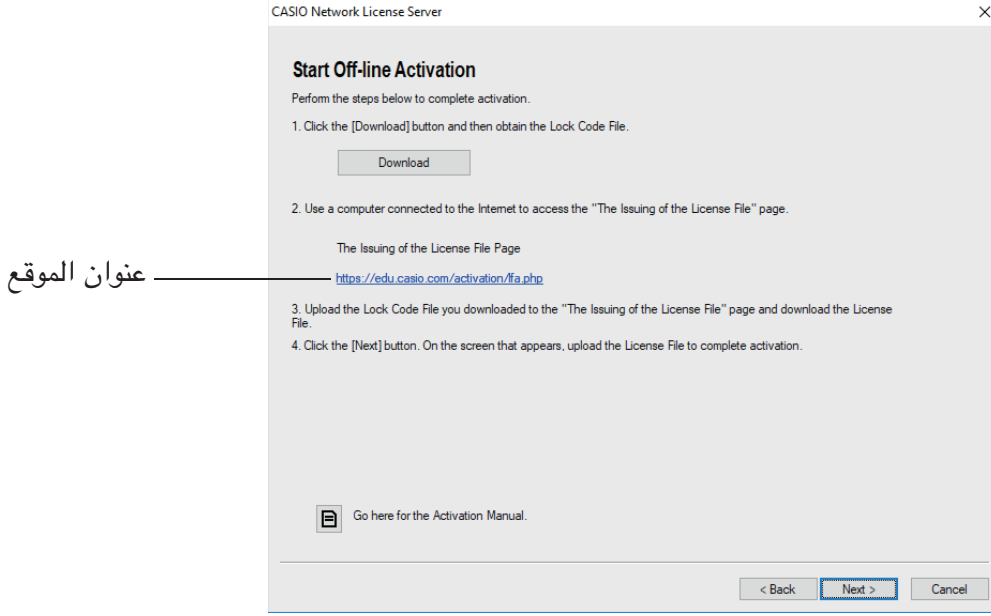 CASIO Network License Server
Start Off-line Activation
Perform the steps below to complete activation.
1. Click the [Download] button and then obtain the Lock Code File.
Download
2. Use a computer connected to the Internet to access the "The Issuing of the License File" page.
The Issuing of the License File Page
عنوان الموقع
https://edu.casio.com/activation/lfa.php
3. Upload the Lock Code File you downloaded to the "The Issuing of the License File" page and download the License
File.
4. Click the [Next] button. On the screen that appears, upload the License File to complete activation.
Go here for the Activation Manual.
< Back Next > Cancel